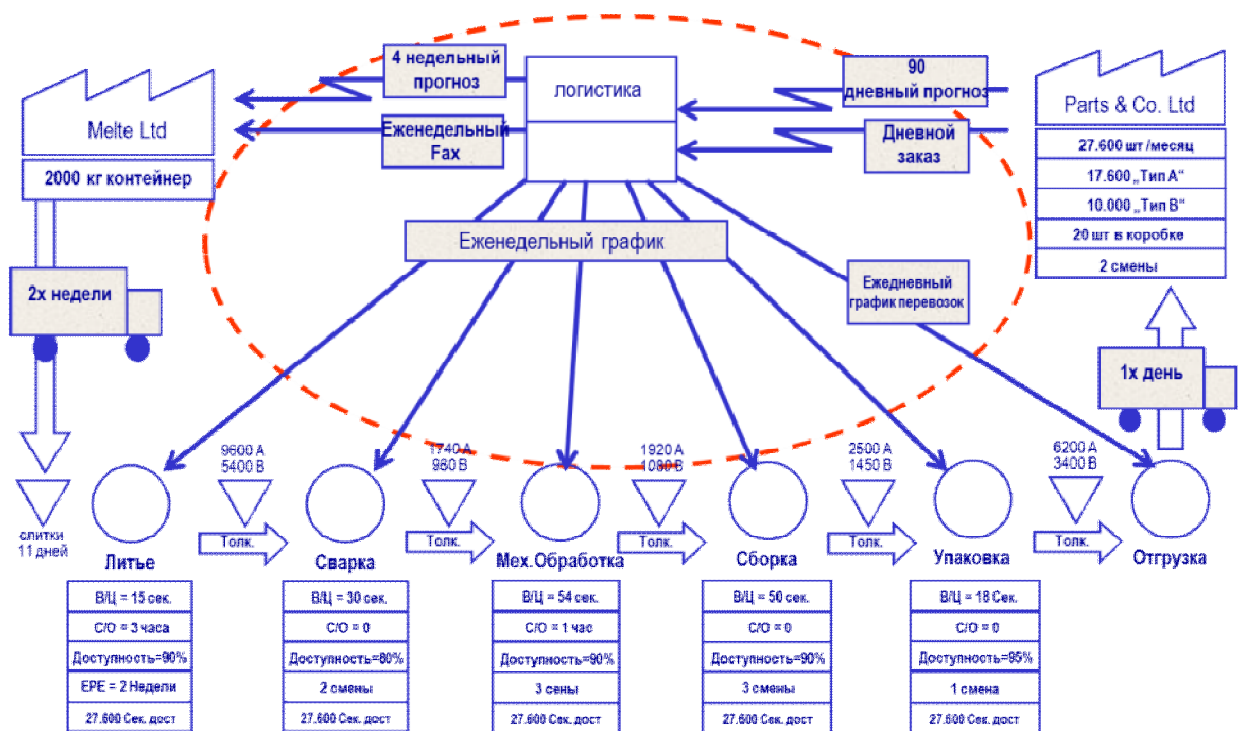 4 недельный
прогноз
логистика
90
дневный прогноз
Melte Ltd
Parts & Co. Ltd
Еженедельный
Fax
Дневной
заказ
27.600 шт/месяц
2000 кг контейнер
17.600 „Тип А“
10.000 „Тип В“
20 шт в коробке
2 смены
Еженедельный график
2х недели
Ежедневный
график перевозок
1х день
9600 А
5400 В
1740 А
980 В
1920 А
1080 В
2500 А
1450 В
6200 А
3400 В
слитки
11 дней
Толк.
Толк.
Толк.
Толк.
Толк.
Литье
Сварка
Мех.Обработка
Сборка
Упаковка
Отгрузка
В/Ц = 15 сек.
С/О = 3 часа
Доступность=90%
EPE = 2 Недели
27.600 Сек. дост
В/Ц = 30 сек.
С/О = 0
Доступность=80%
2 смены
27.600 Сек. дост
В/Ц = 54 сек.
С/О = 1 час
Доступность=90%
3 сены
27.600 Сек. дост
В/Ц = 50 сек.
С/О = 0
Доступность=90%
3 смены
27.600 Сек. дост
В/Ц = 18 Сек.
С/О = 0
Доступность=95%
1 смена
27.600 Сек. дост